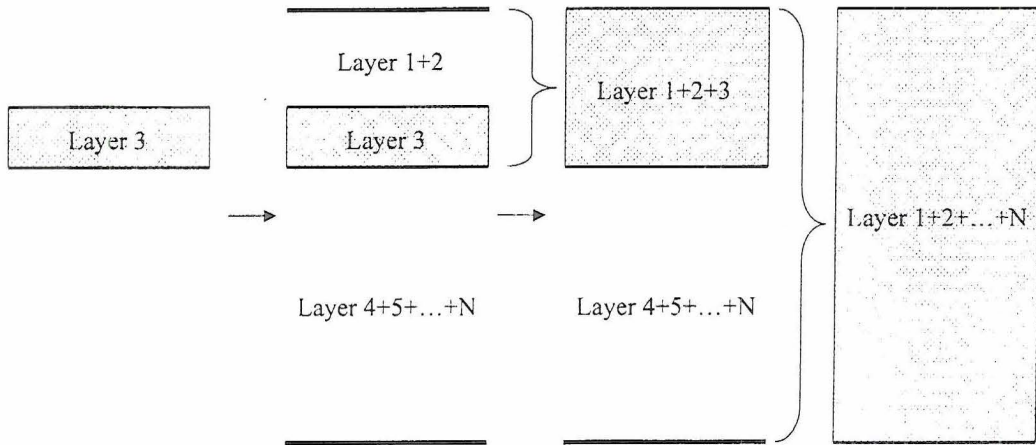 Layer 3
Layer 1+2
Layer 3
Layer 4+5+…+N
Layer 1+2+3
Layer 4+5+…+N
Layer 1+2+…+N